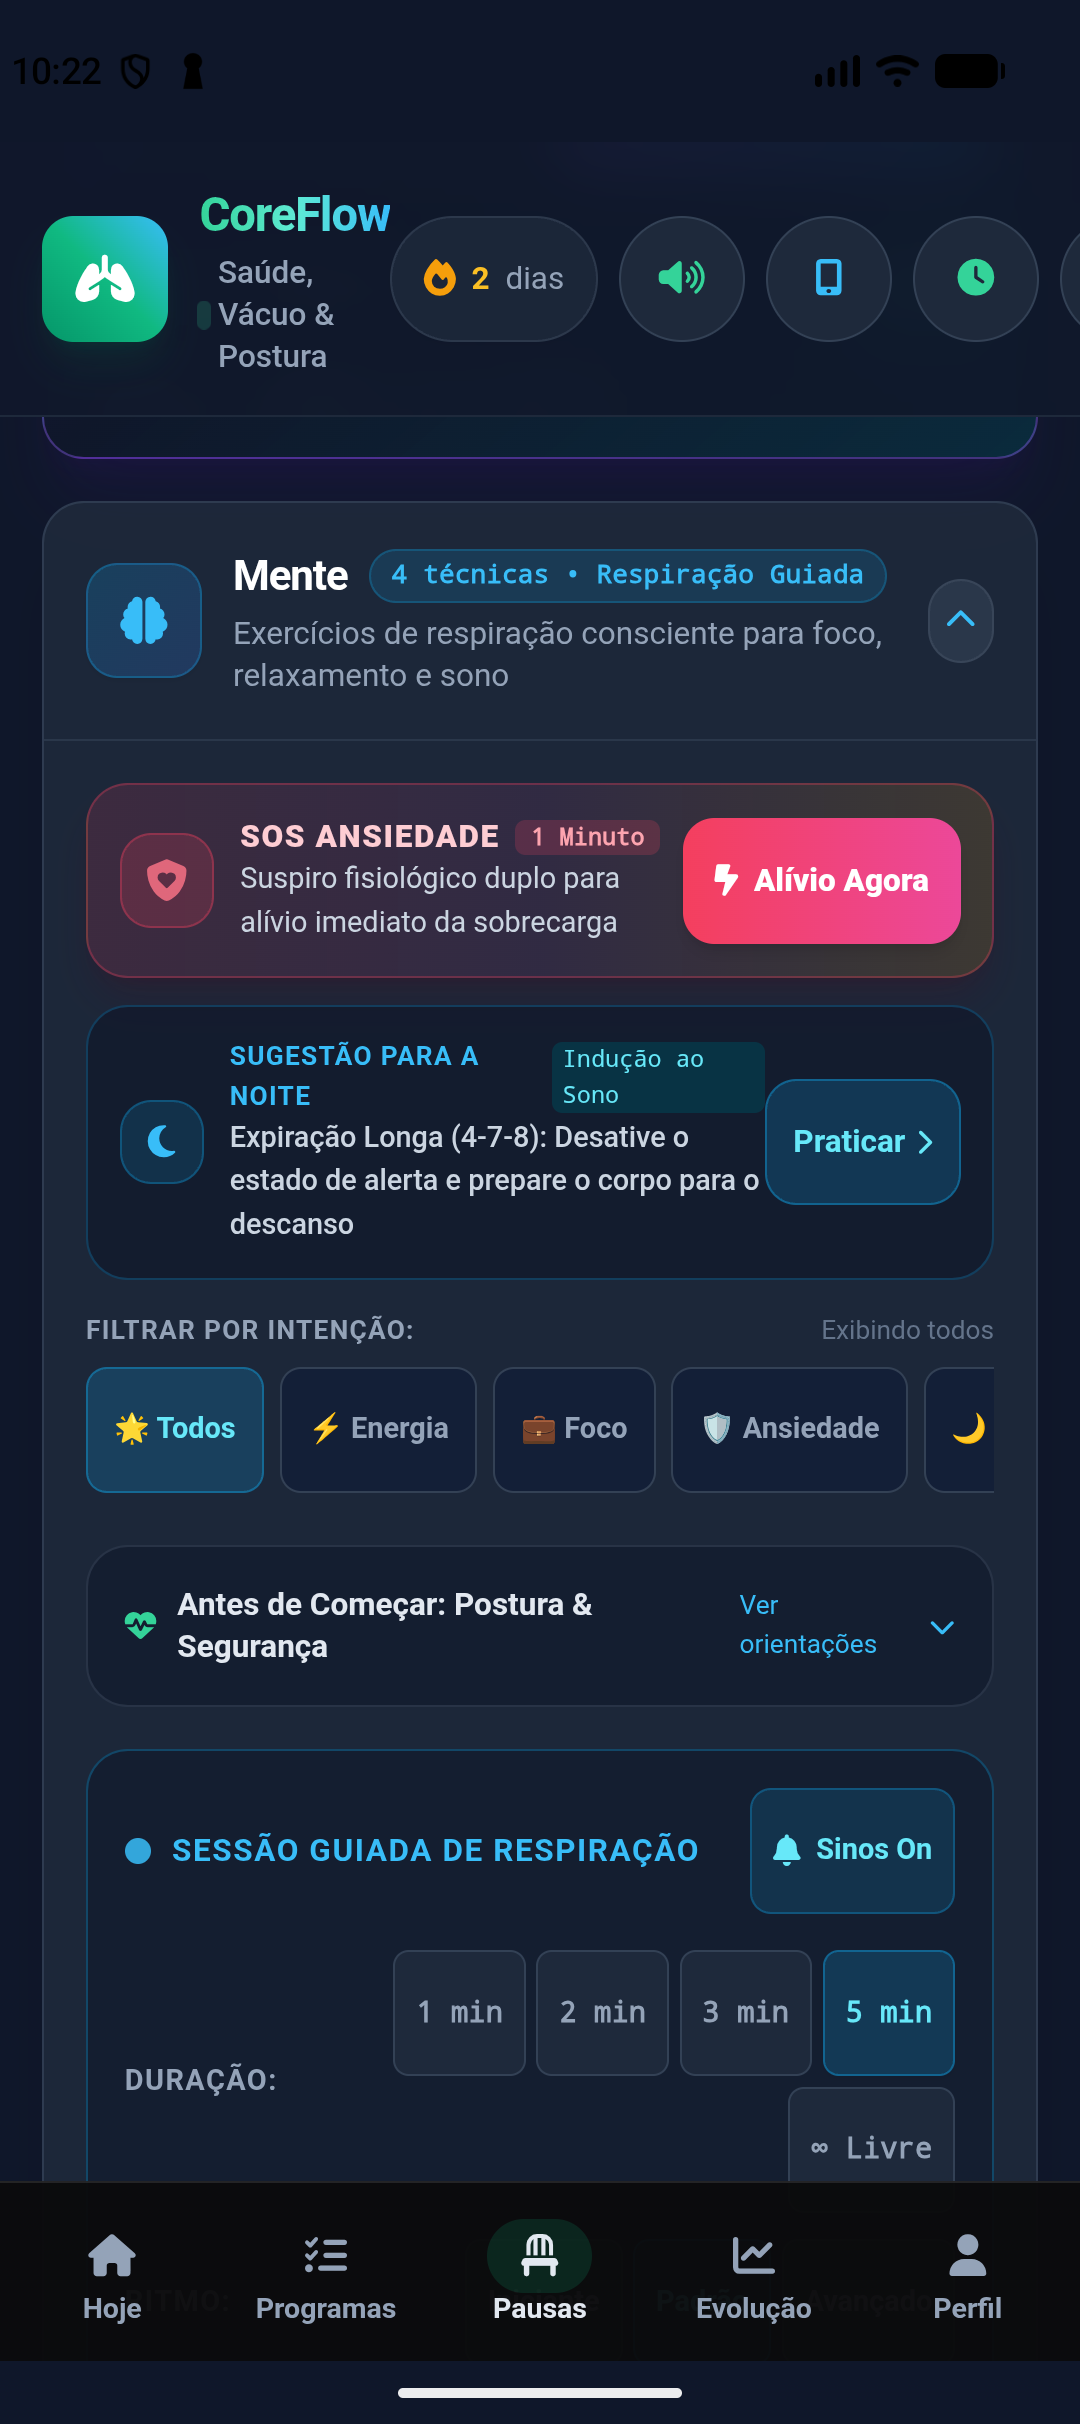 10:22
CoreFlow
Saúde,
Vácuo &
Postura
2 dias
Mente
4 técnicas • Respiração Guiada
Exercícios de respiração consciente para foco,
relaxamento e sono
SOS ANSIEDADE
1 Minuto
Suspiro fisiológico duplo para
alívio imediato da sobrecarga
Alívio Agora
SUGESTÃO PARA A
NOITE
Indução ao
Sono
Expiração Longa (4-7-8): Desative o
estado de alerta e prepare o corpo para o
descanso
Praticar
FILTRAR POR INTENÇÃO:
Exibindo todos
Todos
Energia
Foco
Ansiedade
Antes de Começar: Postura &
Segurança
Ver
orientações
SESSÃO GUIADA DE RESPIRAÇÃO
Sinos On
DURAÇÃO:
1 min
2 min
3 min
5 min
∞ Livre
Hoje
Programas
Pausas
Evolução
Perfil